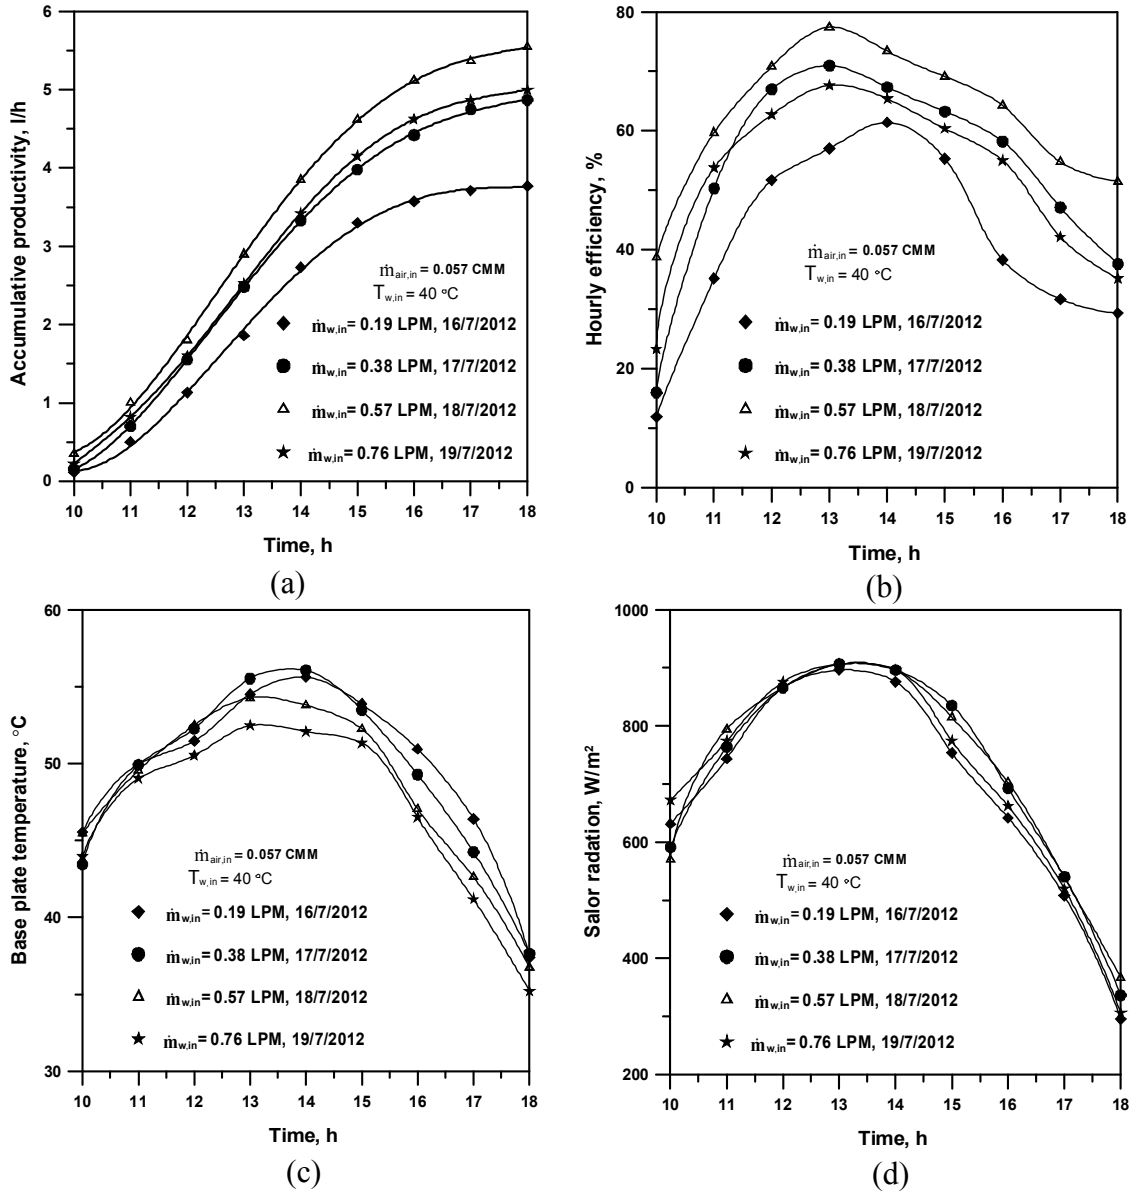 6
5
4
3
2
1
0
Accumulative productivity, l/h
ṁair,in = 0.057 CMM
Tw,in = 40 °C
ṁw,in= 0.19 LPM, 16/7/2012
ṁw,in= 0.38 LPM, 17/7/2012
ṁw,in= 0.57 LPM, 18/7/2012
ṁw,in= 0.76 LPM, 19/7/2012
10 11 12 13 14 15 16 17 18
Time, h
(a)
80
60
40
20
0
Hourly efficiency, %
ṁair,in = 0.057 CMM
Tw,in = 40 °C
ṁw,in= 0.19 LPM, 16/7/2012
ṁw,in= 0.38 LPM, 17/7/2012
ṁw,in= 0.57 LPM, 18/7/2012
ṁw,in= 0.76 LPM, 19/7/2012
10 11 12 13 14 15 16 17 18
Time, h
(b)
60
50
40
30
Base plate temperature, °C
ṁair,in = 0.057 CMM
Tw,in = 40 °C
ṁw,in= 0.19 LPM, 16/7/2012
ṁw,in= 0.38 LPM, 17/7/2012
ṁw,in= 0.57 LPM, 18/7/2012
ṁw,in= 0.76 LPM, 19/7/2012
10 11 12 13 14 15 16 17 18
Time, h
(c)
1000
800
600
400
200
Salor radation, W/m²
ṁair,in = 0.057 CMM
Tw,in = 40 °C
ṁw,in= 0.19 LPM, 16/7/2012
ṁw,in= 0.38 LPM, 17/7/2012
ṁw,in= 0.57 LPM, 18/7/2012
ṁw,in= 0.76 LPM, 19/7/2012
10 11 12 13 14 15 16 17 18
Time, h
(d)